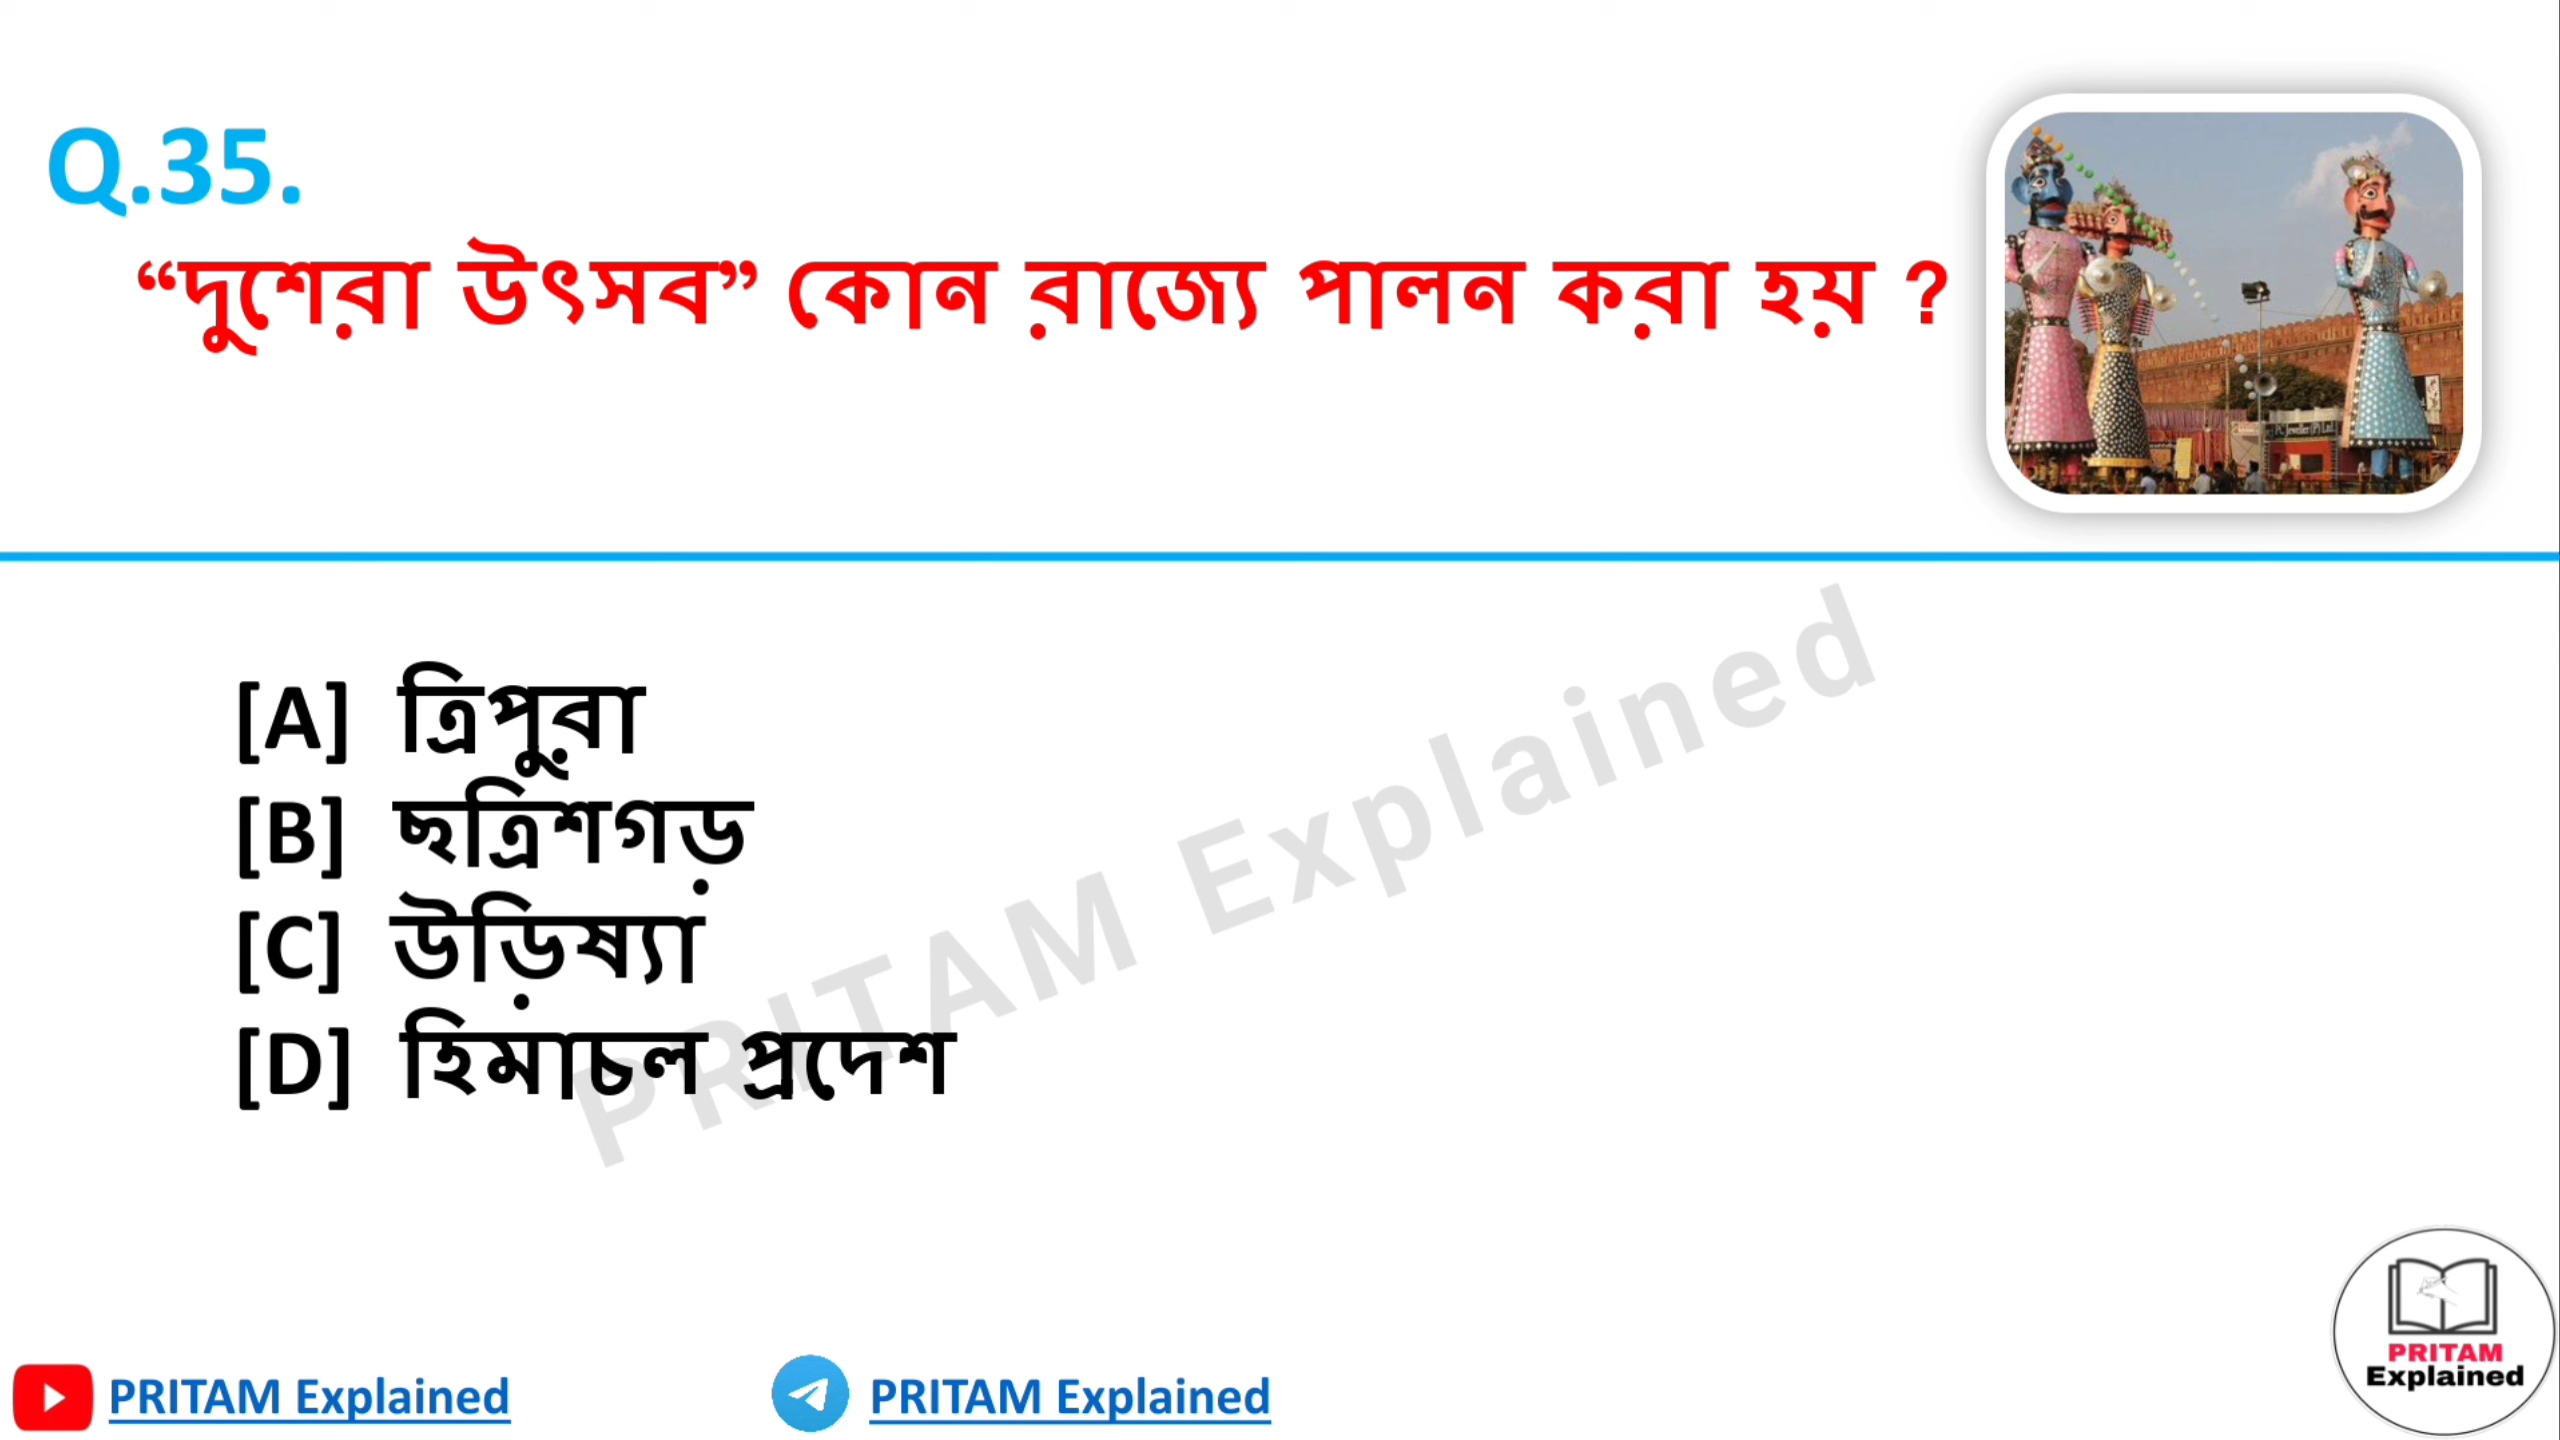 Q.35.
“দুশেরা উৎসব” কোন রাজ্যে পালন করা হয় ?
[A] ত্রিপুরা
[B] ছত্রিশগড়
[C] উড়িষ্যা
[D] হিমাচল প্রদেশ
PRITAM Explained
PRITAM Explained
PRITAM Explained
PRITAM
Explained